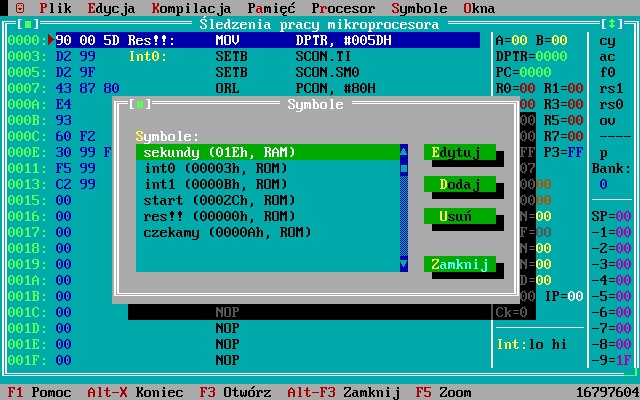 ≡ Plik Edycja Kompilacja Pamięć Procesor Symbole Okna
[■] Śledzenia pracy mikroprocesora [↕]
0000:►90 00 5D Res!!: MOV DPTR, #005DH A=00 B=00 cy
0003: D2 99 Int0: SETB SCON.TI DPTR=0000 ac
0005: D2 9F SETB SCON.SM0 PC=0000 f0
0007: 43 87 80 ORL PCON, #80H R0=00 R1=00 rs1
000A: E4 [■] Symbole R3=00 rs0
000B: 93 R5=00 ov
000C: 60 F2 Symbole: R7=00 ----
000E: 30 99 F sekundy (01Eh, RAM) Edytuj F P3=FF p
0011: F5 99 int0 (00003h, ROM) 07 Bank:
0013: C2 99 int1 (0000Bh, ROM) Dodaj 00 0
0015: 00 start (0002Ch, ROM) 00
0016: 00 res!! (00000h, ROM) Usuń N=00 SP=00
0017: 00 czekamy (0000Ah, ROM) F=00 -1=00
0018: 00 N=00 -2=00
0019: 00 Zamknij N=00 -3=00
001A: 00 D=00 -4=00
001B: 00 0 IP=00 -5=00
001C: 00 NOP Ck=0 -6=00
001D: 00 NOP -7=00
001E: 00 NOP Int:lo hi -8=00
001F: 00 NOP -9=1F
F1 Pomoc Alt-X Koniec F3 Otwórz Alt-F3 Zamknij F5 Zoom 16797604